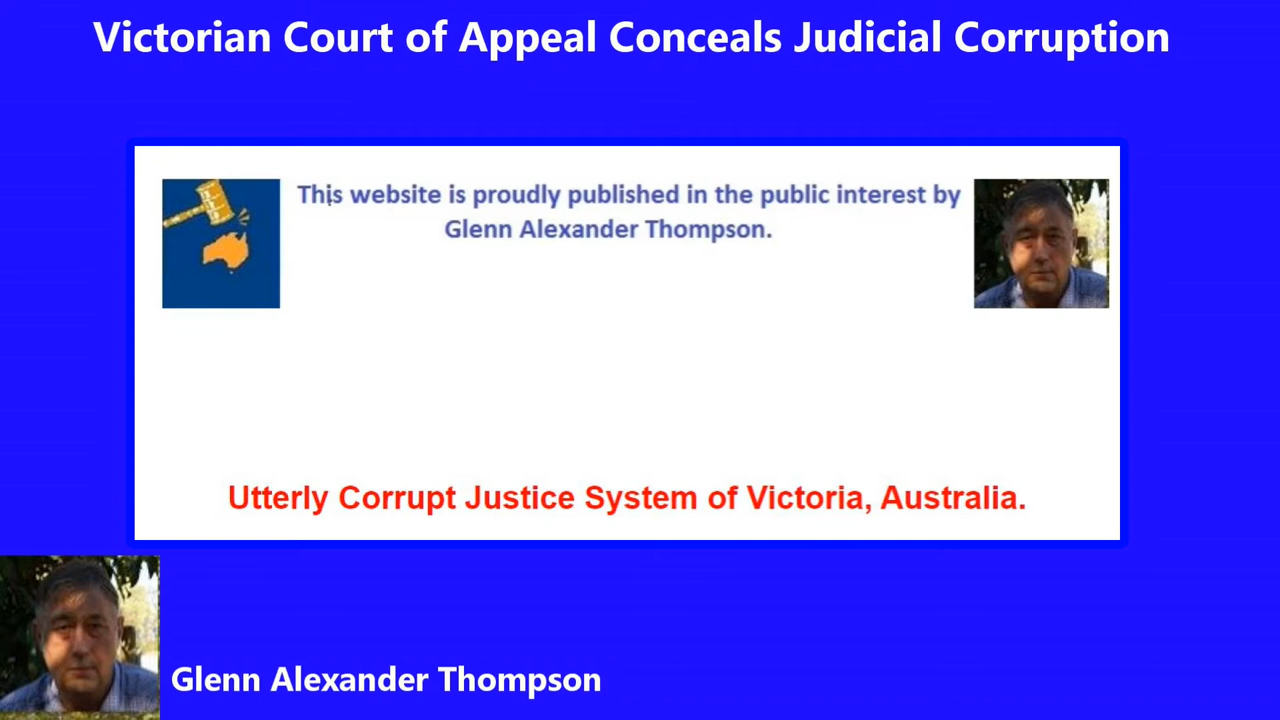 Victorian Court of Appeal Conceals Judicial Corruption
This website is proudly published in the public interest by
Glenn Alexander Thompson.
Utterly Corrupt Justice System of Victoria, Australia.
Glenn Alexander Thompson